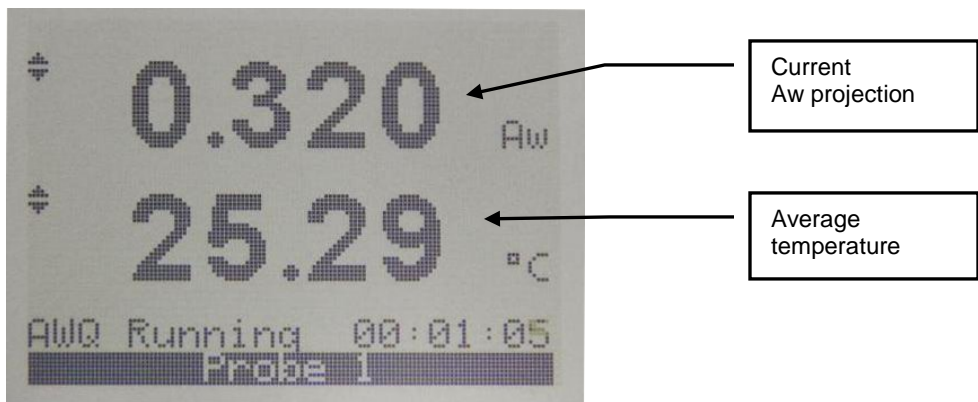 0.320
Aw
25.29
°C
AWQ Running 00:01:05
Probe 1
Current
Aw projection
Average
temperature